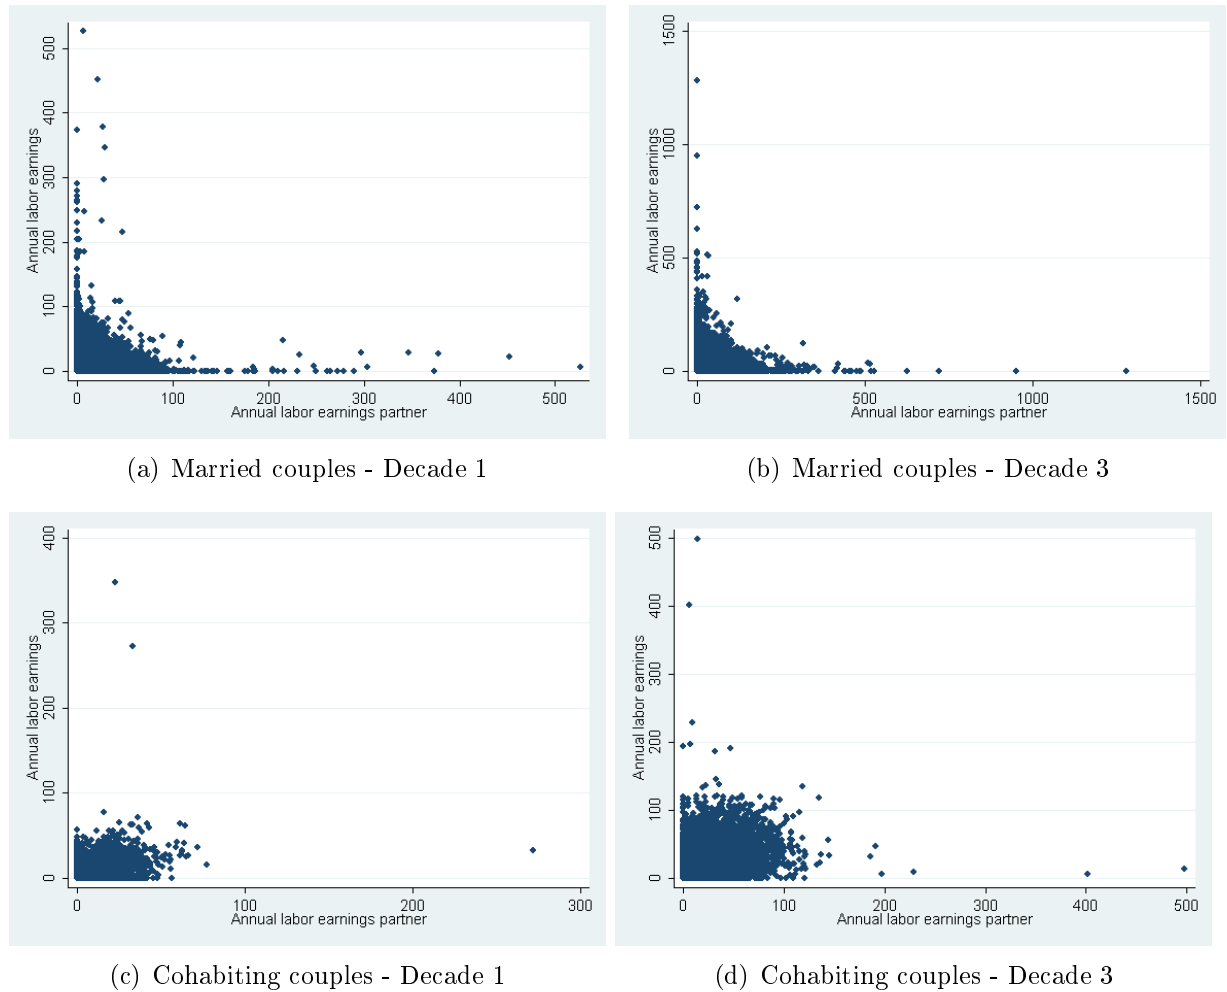 500
400
300
200
100
0
Annual labor earnings
0 100 200 300 400 500
Annual labor earnings partner
(a) Married couples - Decade 1
1500
1000
500
0
Annual labor earnings
0 500 1000 1500
Annual labor earnings partner
(b) Married couples - Decade 3
400
300
200
100
0
Annual labor earnings
0 100 200 300
Annual labor earnings partner
(c) Cohabiting couples - Decade 1
500
400
300
200
100
0
Annual labor earnings
0 100 200 300 400 500
Annual labor earnings partner
(d) Cohabiting couples - Decade 3